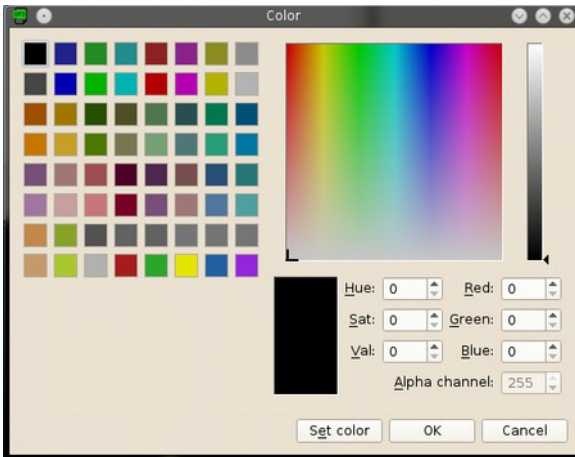 Color
Hue: 0 Red: 0
Sat: 0 Green: 0
Val: 0 Blue: 0
Alpha channel: 255
Set color OK Cancel